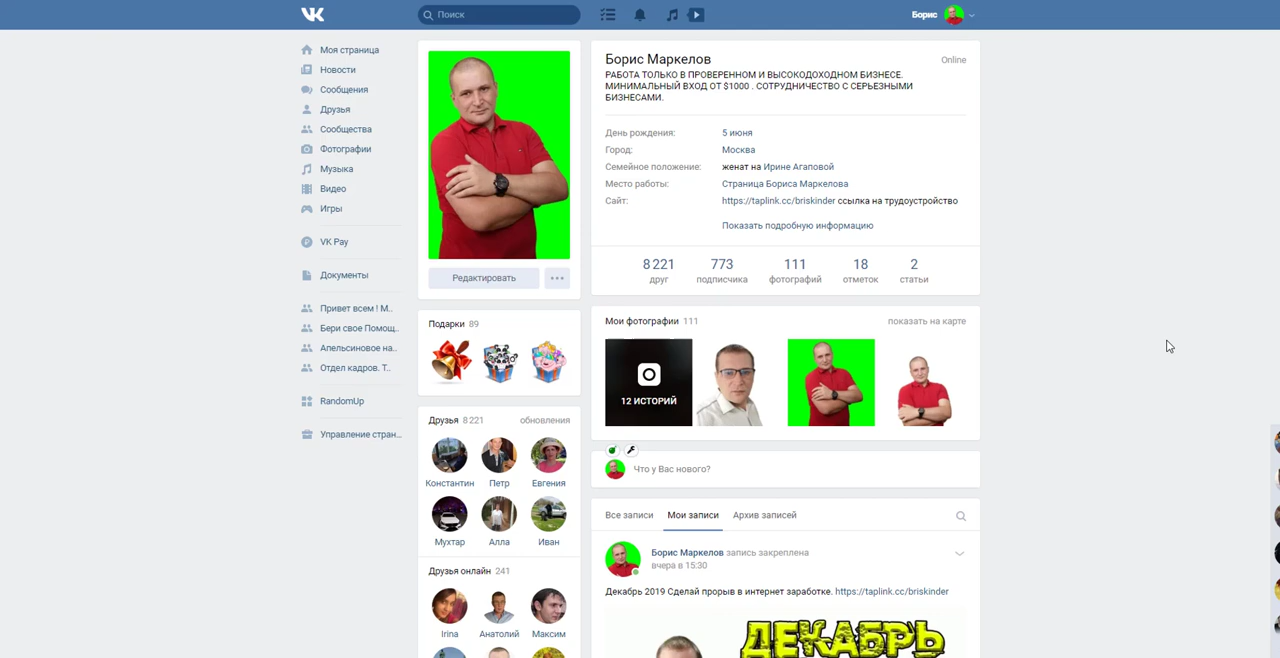 VK
Поиск
Борис
Моя страница
Новости
Сообщения
Друзья
Сообщества
Фотографии
Музыка
Видео
Игры
VK Pay
Документы
Привет всем ! М..
Бери свое Помощ..
Апельсиновое на..
Отдел кадров. Т..
RandomUp
Управление стран...
Редактировать
Подарки 89
Друзья 8 221 обновления
Константин Петр Евгения
Мухтар Алла Иван
Друзья онлайн 241
Irina Анатолий Максим
Борис Маркелов Online
РАБОТА ТОЛЬКО В ПРОВЕРЕННОМ И ВЫСОКОДОХОДНОМ БИЗНЕСЕ.
МИНИМАЛЬНЫЙ ВХОД ОТ $1000 . СОТРУДНИЧЕСТВО С СЕРЬЕЗНЫМИ
БИЗНЕСАМИ.
День рождения: 5 июня
Город: Москва
Семейное положение: женат на Ирине Агаповой
Место работы: Страница Бориса Маркелова
Сайт: https://taplink.cc/briskinder ссылка на трудоустройство
Показать подробную информацию
8 221 773 111 18 2
друг подписчика фотографий отметок статьи
Мои фотографии 111 показать на карте
12 ИСТОРИЙ
Что у Вас нового?
Все записи Мои записи Архив записей
Борис Маркелов запись закреплена
вчера в 15:30
Декабрь 2019 Сделай прорыв в интернет заработке. https://taplink.cc/briskinder
ДЕКАБРЬ